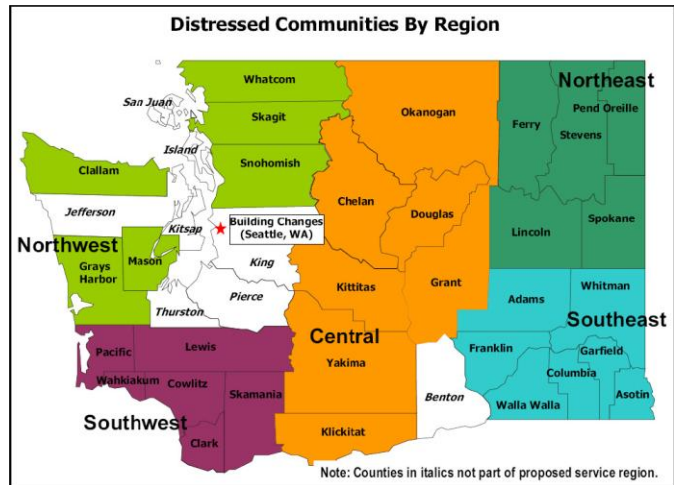 Distressed Communities By Region
Whatcom
San Juan
Skagit
Island
Snohomish
Clallam
Jefferson
Kitsap
Building Changes
(Seattle, WA)
Northwest
Mason
Grays
Harbor
King
Pierce
Thurston
Okanogan
Chelan
Douglas
Grant
Kittitas
Central
Yakima
Klickitat
Benton
Northeast
Ferry
Pend Oreille
Stevens
Lincoln
Spokane
Adams
Whitman
Southeast
Franklin
Garfield
Columbia
Walla Walla
Asotin
Pacific
Lewis
Wahkiakum
Cowlitz
Skamania
Southwest
Clark
Note: Counties in italics not part of proposed service region.